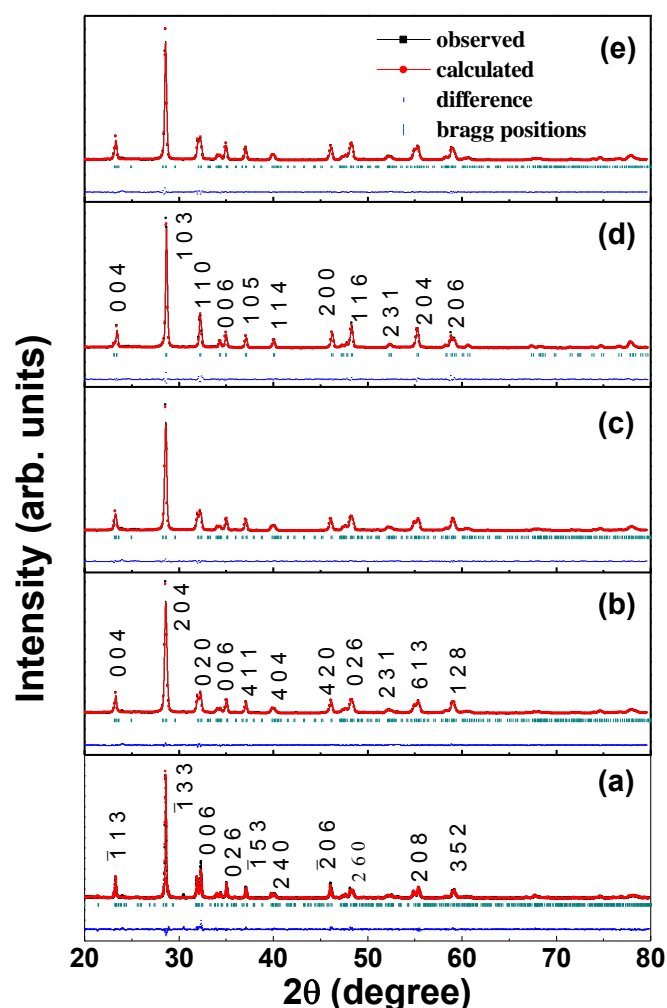 (e)
observed
calculated
difference
bragg positions
(d)
0 0 4
1 0 3
1 1 0
0 0 6
1 0 5
1 1 4
2 0 0
1 1 6
2 3 1
2 0 4
2 0 6
(c)
(b)
0 0 4
2 0 4
0 2 0
0 0 6
4 1 1
4 0 4
4 2 0
0 2 6
2 3 1
6 1 3
1 2 8
(a)
1̅ 1 3
1̅ 3 3
0 0 6
0 2 6
1̅ 5 3
2 4 0
2̅ 0 6
2 6 0
2 0 8
3 5 2
Intensity (arb. units)
20 30 40 50 60 70 80
2θ (degree)